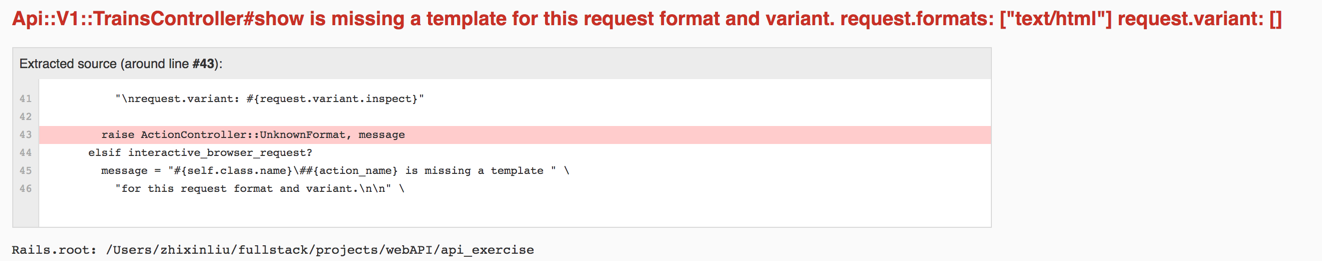 Api::V1::TrainsController#show is missing a template for this request format and variant. request.formats: ["text/html"] request.variant: []
Extracted source (around line #43):
41 "\nrequest.variant: #{request.variant.inspect}"
42
43 raise ActionController::UnknownFormat, message
44 elsif interactive_browser_request?
45 message = "#{self.class.name}\##{action_name} is missing a template " \
46 "for this request format and variant.\n\n" \
Rails.root: /Users/zhixinliu/fullstack/projects/webAPI/api_exercise